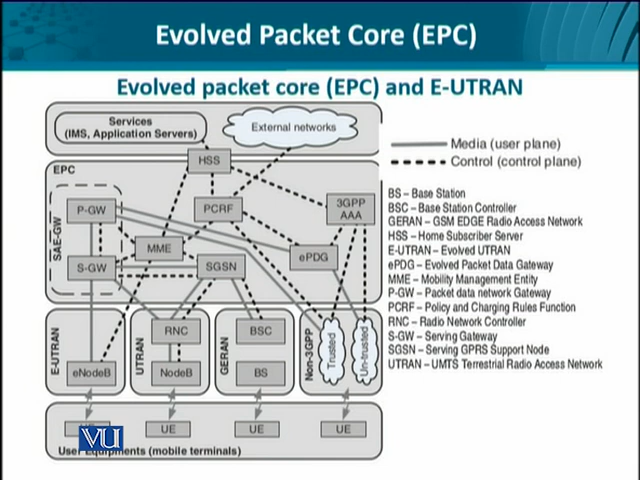 Evolved Packet Core (EPC)
Evolved packet core (EPC) and E-UTRAN
Services
(IMS, Application Servers)
External networks
HSS
EPC
SAE-GW
P-GW
PCRF
3GPP
AAA
MME
ePDG
S-GW
SGSN
E-UTRAN
eNodeB
UTRAN
RNC
NodeB
GERAN
BSC
BS
Non-3GPP
Trusted
Un-trusted
UE
UE
UE
UE
User Equipments (mobile terminals)
VU
Media (user plane)
Control (control plane)
BS – Base Station
BSC – Base Station Controller
GERAN – GSM EDGE Radio Access Network
HSS – Home Subscriber Server
E-UTRAN – Evolved UTRAN
ePDG – Evolved Packet Data Gateway
MME – Mobility Management Entity
P-GW – Packet data network Gateway
PCRF – Policy and Charging Rules Function
RNC – Radio Network Controller
S-GW – Serving Gateway
SGSN – Serving GPRS Support Node
UTRAN – UMTS Terrestrial Radio Access Network